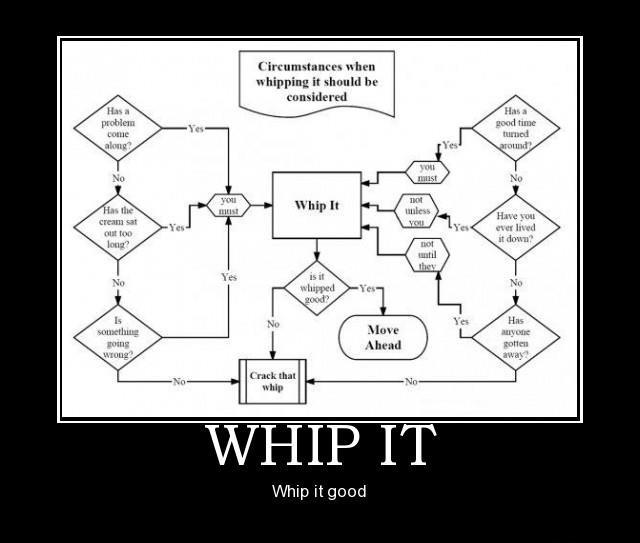 Circumstances when
whipping it should be
considered
Has a
problem
come
along?
Yes
No
Has the
cream sat
out too
long?
Yes
No
Is
something
going
wrong?
Yes
No
you
must
Whip It
Has a
good time
turned
around?
Yes
No
you
must
Have you
ever lived
it down?
Yes
No
not
unless
you
Has
anyone
gotten
away?
Yes
No
not
until
they
is it
whipped
good?
Yes
No
Move
Ahead
Crack that
whip
WHIP IT
Whip it good